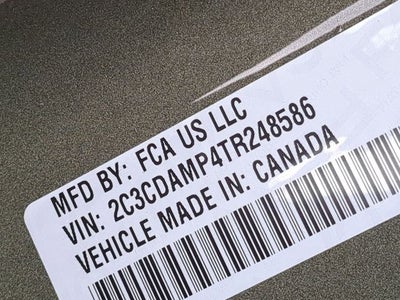 MFD BY: FCA US LLC
VIN: 2C3CDAMP4TR248586
VEHICLE MADE IN: CANADA